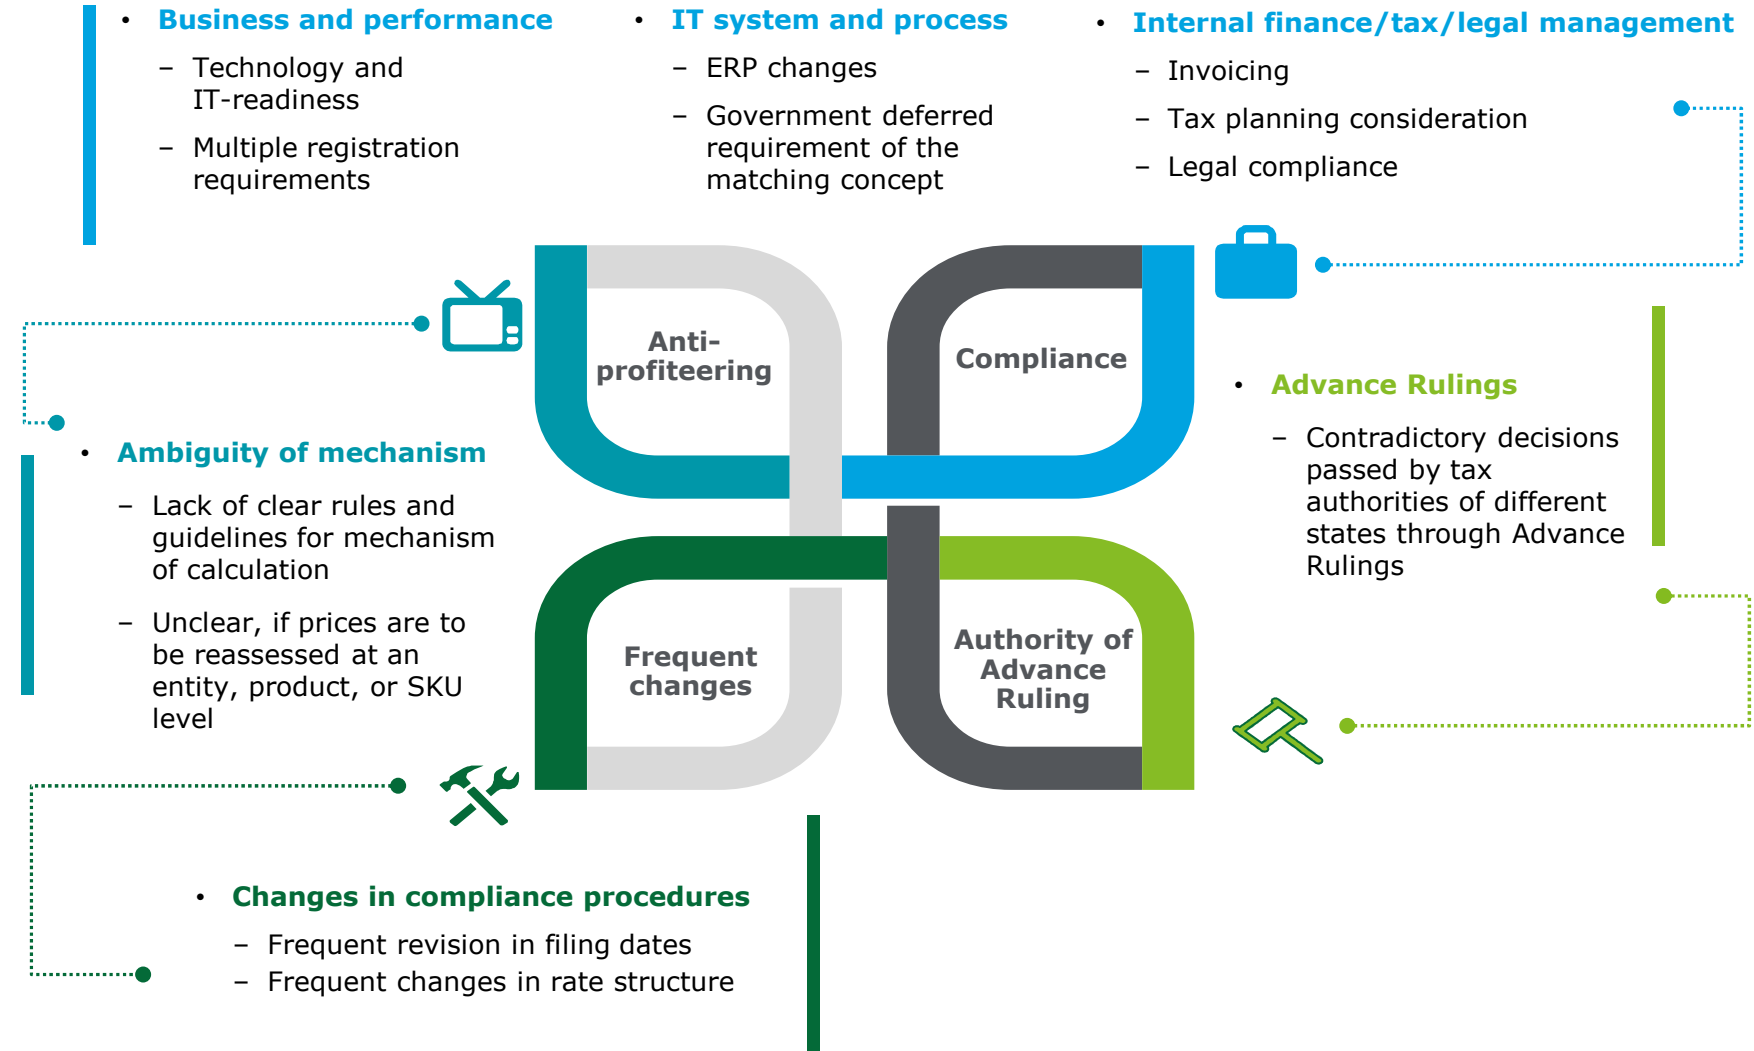 • Business and performance
– Technology and
IT-readiness
– Multiple registration
requirements
• IT system and process
– ERP changes
– Government deferred
requirement of the
matching concept
• Internal finance/tax/legal management
– Invoicing
– Tax planning consideration
– Legal compliance
Anti-
profiteering
Compliance
• Ambiguity of mechanism
– Lack of clear rules and
guidelines for mechanism
of calculation
– Unclear, if prices are to
be reassessed at an
entity, product, or SKU
level
• Advance Rulings
– Contradictory decisions
passed by tax
authorities of different
states through Advance
Rulings
Frequent
changes
Authority of
Advance
Ruling
• Changes in compliance procedures
– Frequent revision in filing dates
– Frequent changes in rate structure